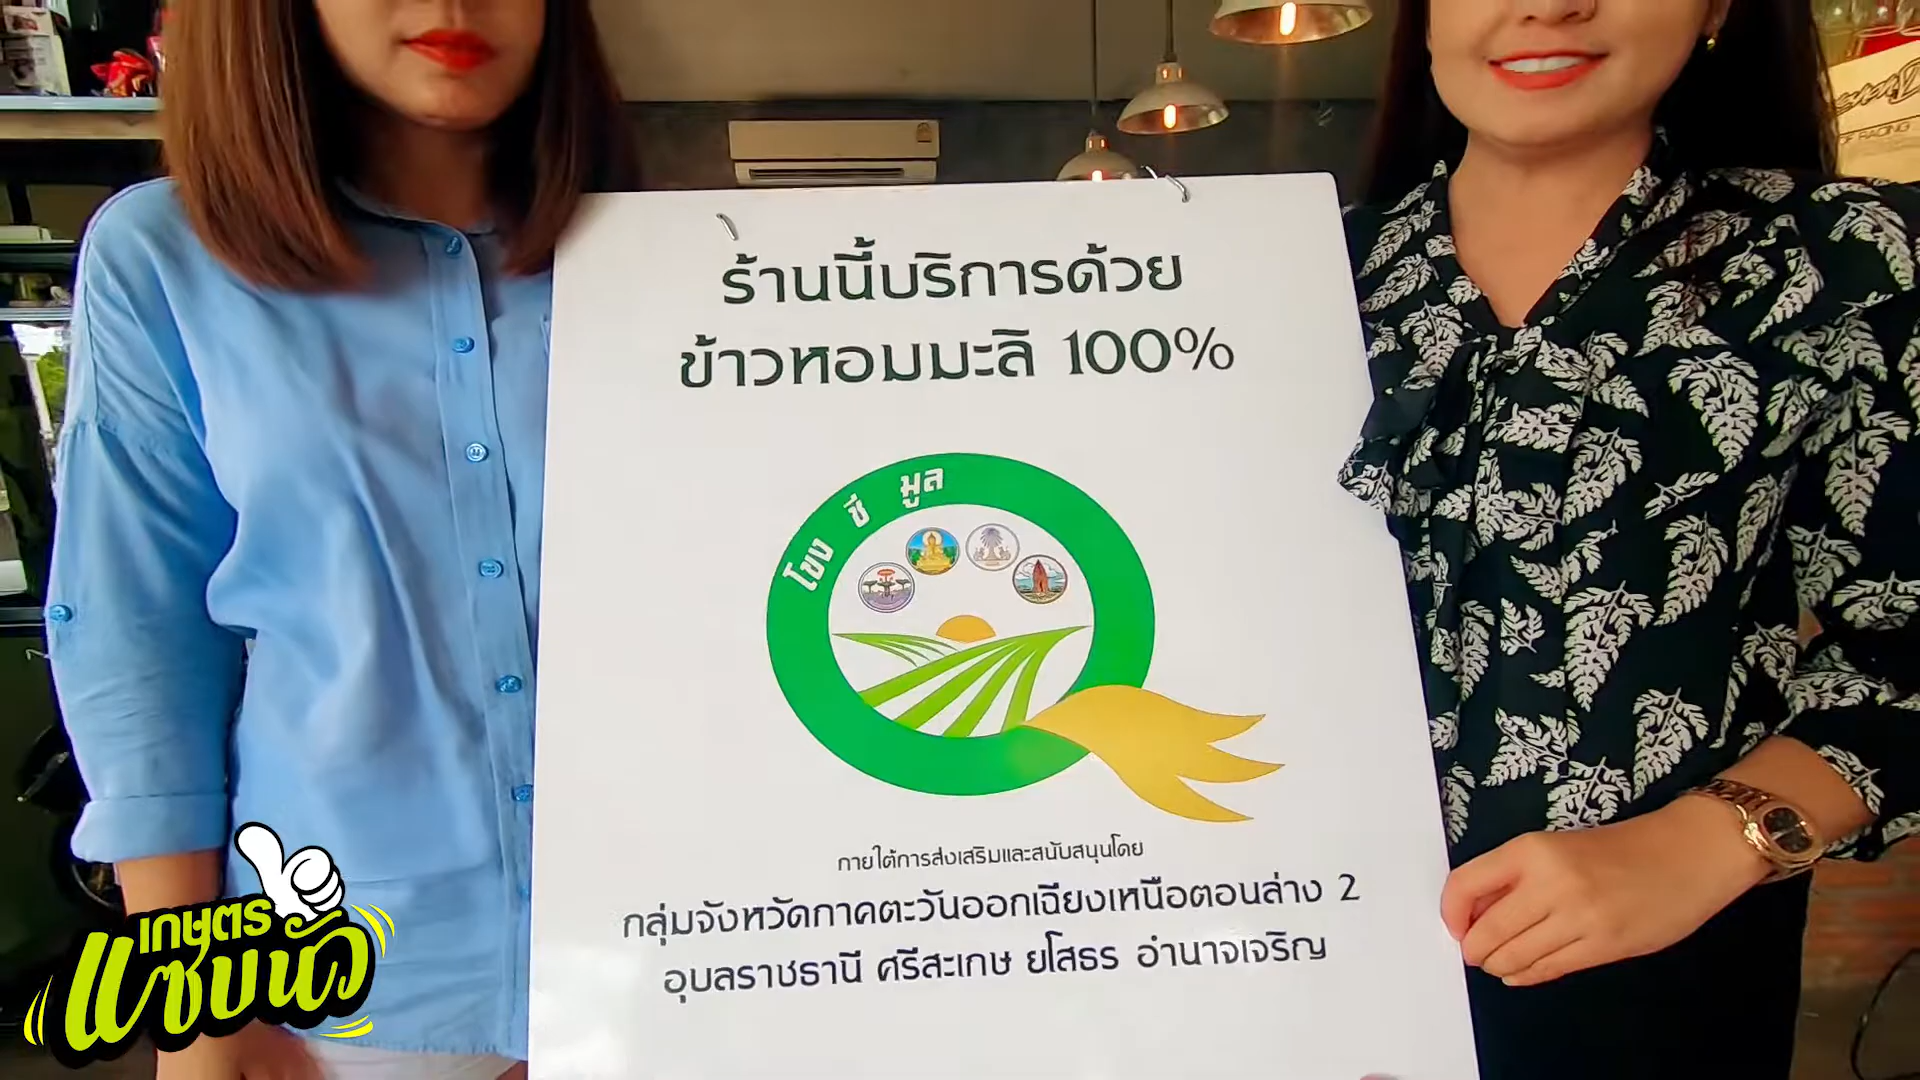 ร้านนี้บริการด้วย
ข้าวหอมมะลิ 100%
โขง ชี มูล
ภายใต้การส่งเสริมและสนับสนุนโดย
กลุ่มจังหวัดภาคตะวันออกเฉียงเหนือตอนล่าง 2
อุบลราชธานี ศรีสะเกษ ยโสธร อำนาจเจริญ
เกษตร
แซบนัว
OF RACING